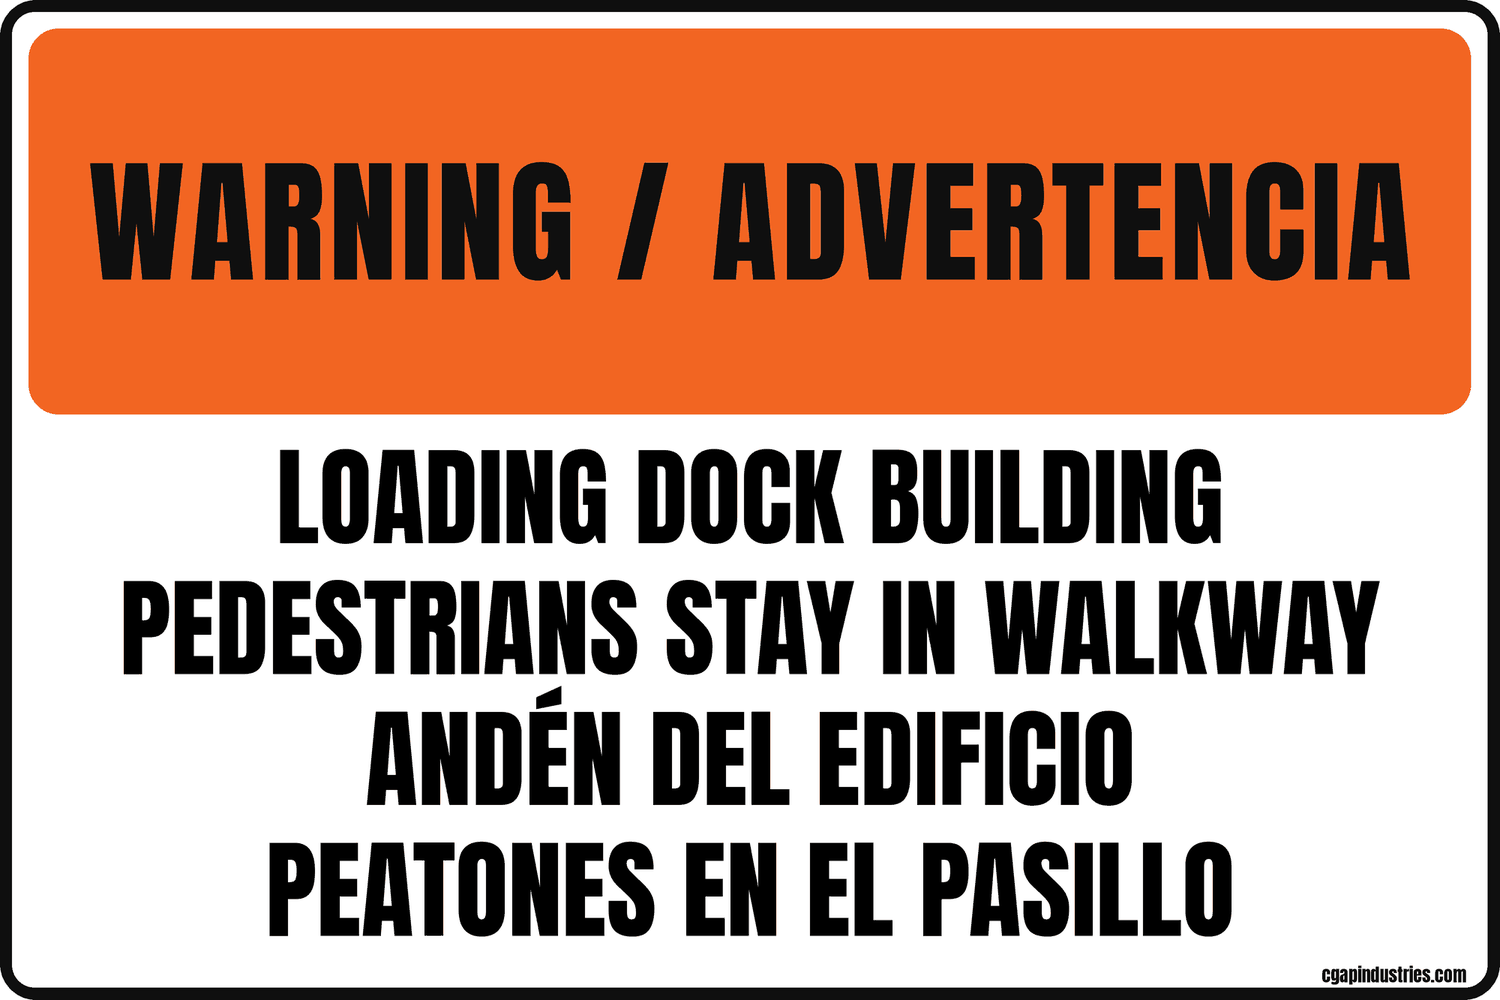 WARNING / ADVERTENCIA
LOADING DOCK BUILDING
PEDESTRIANS STAY IN WALKWAY
ANDÉN DEL EDIFICIO
PEATONES EN EL PASILLO
cgapindustries.com